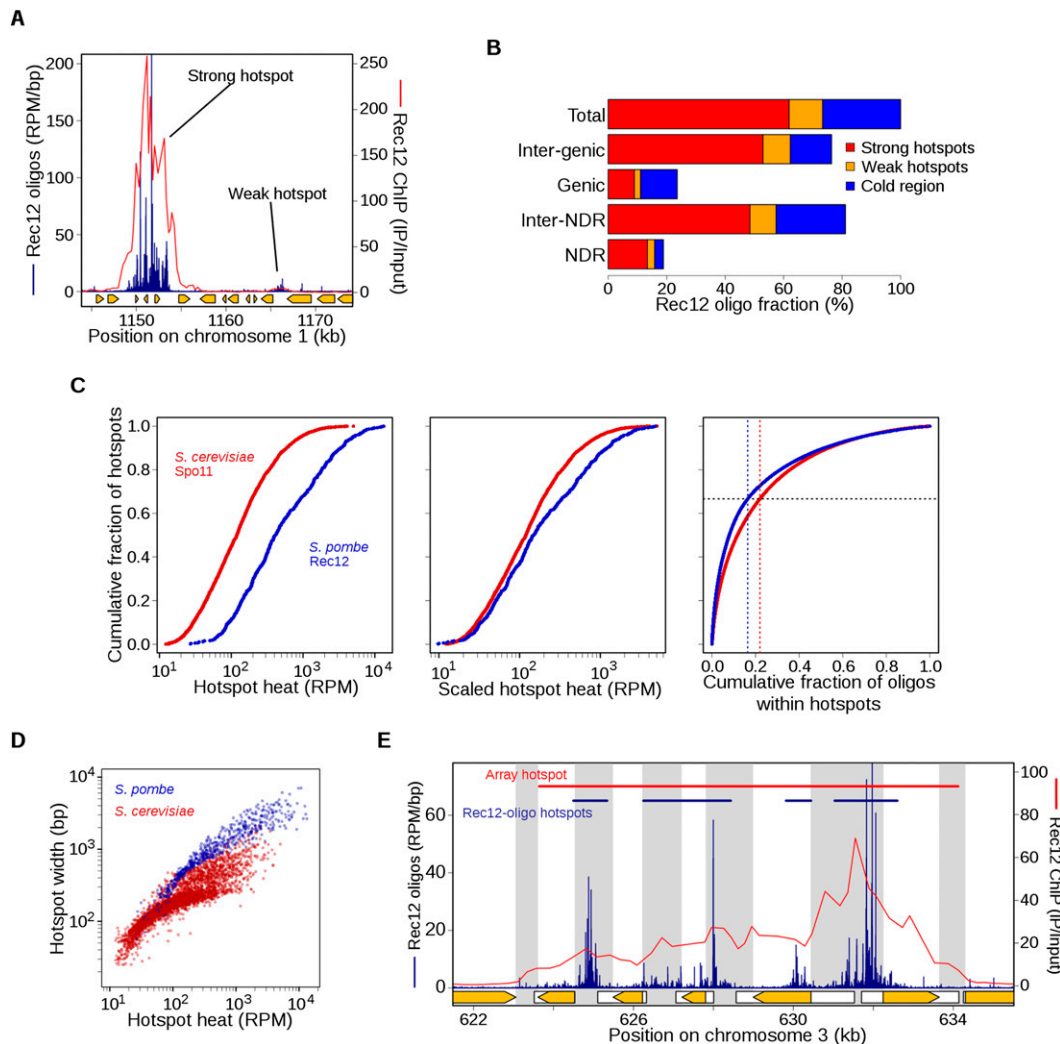 A
Rec12 oligos (RPM/bp)
200
150
100
50
0
Strong hotspot
Weak hotspot
250
200
150
100
50
0
Rec12 ChIP (IP/Input)
1150
1160
1170
Position on chromosome 1 (kb)
B
Total
Inter-genic
Genic
Inter-NDR
NDR
Strong hotspots
Weak hotspots
Cold region
0
20
40
60
80
100
Rec12 oligo fraction (%)
C
Cumulative fraction of hotspots
1.0
0.8
0.6
0.4
0.2
0.0
S. cerevisiae
Spo11
S. pombe
Rec12
10¹
10²
10³
10⁴
Hotspot heat (RPM)
10¹
10²
10³
Scaled hotspot heat (RPM)
0.0
0.2
0.4
0.6
0.8
1.0
Cumulative fraction of oligos
within hotspots
D
Hotspot width (bp)
10⁴
10³
10²
S. pombe
S. cerevisiae
10¹
10²
10³
10⁴
Hotspot heat (RPM)
E
Rec12 oligos (RPM/bp)
60
40
20
0
Array hotspot
Rec12-oligo hotspots
100
80
60
40
20
0
Rec12 ChIP (IP/Input)
622
626
630
634
Position on chromosome 3 (kb)